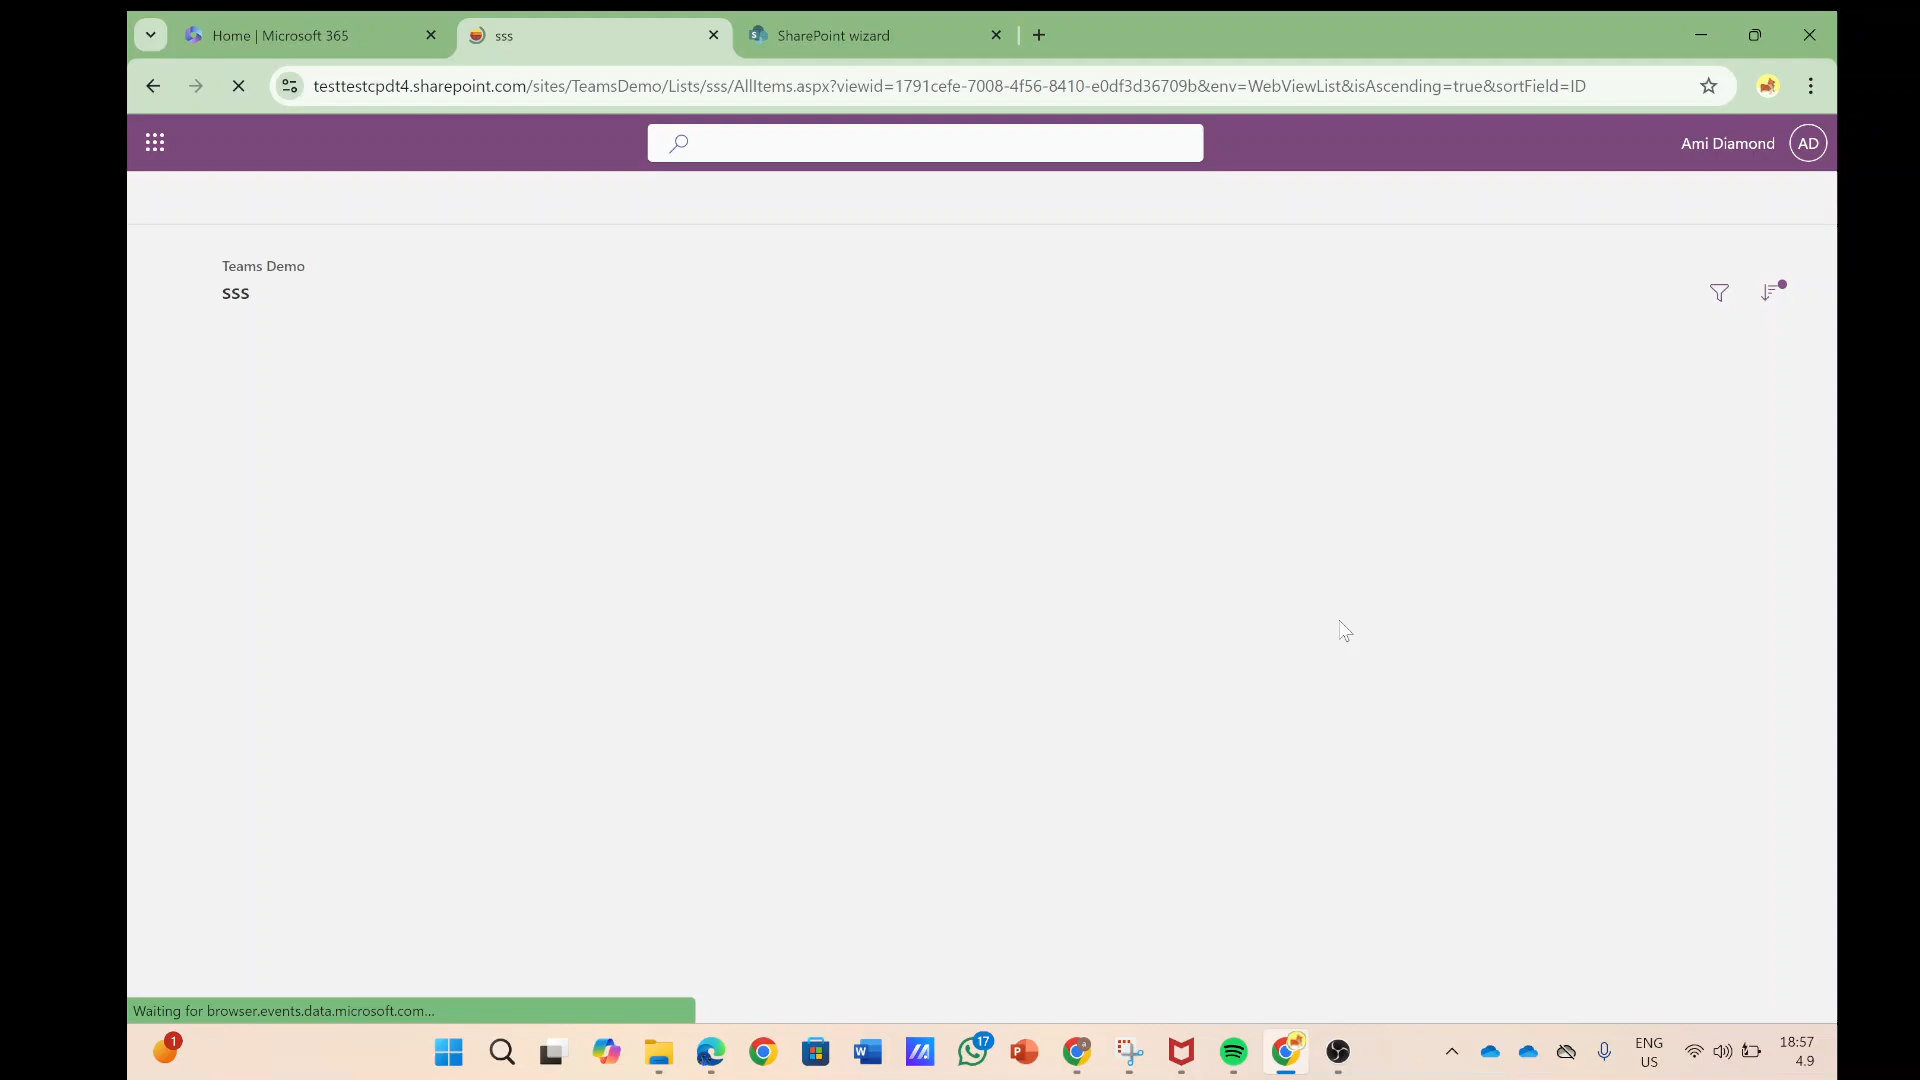 Home | Microsoft 365
sss
SharePoint wizard
testtestcpdt4.sharepoint.com/sites/TeamsDemo/Lists/sss/AllItems.aspx?viewid=1791cefe-7008-4f56-8410-e0df3d36709b&env=WebViewList&isAscending=true&sortField=ID
Ami Diamond
AD
Teams Demo
sss
Waiting for browser.events.data.microsoft.com...
1
17
ENG
US
18:57
4.9